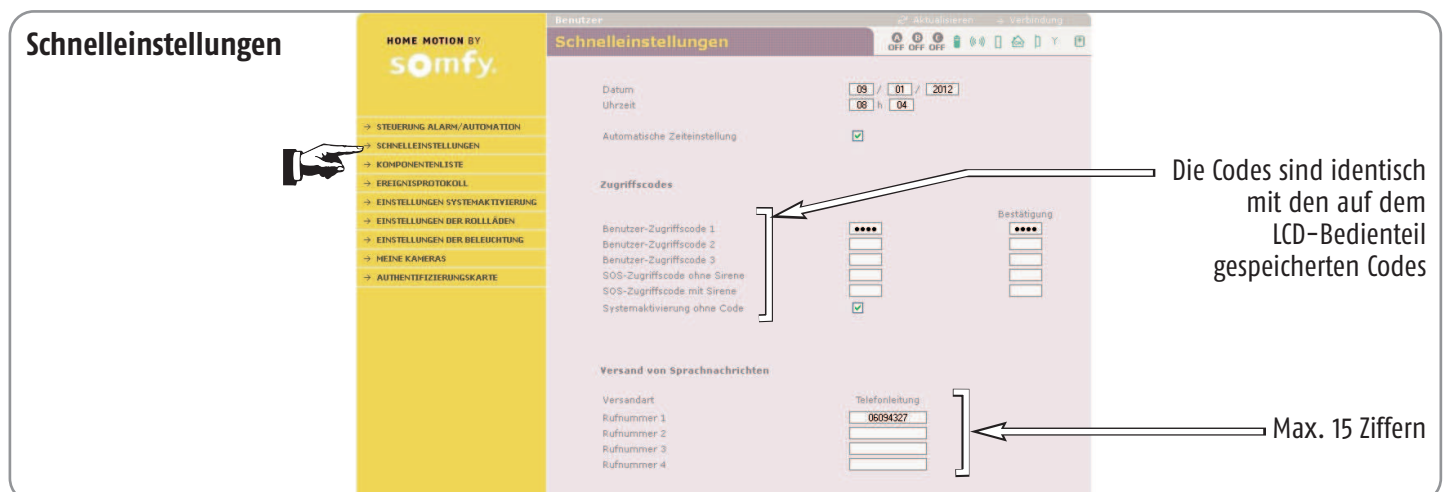 Schnelleinstellungen
HOME MOTION BY
somfy.
Benutzer
Aktualisieren
Verbindung
Schnelleinstellungen
A B C
OFF OFF OFF
Datum 09 / 01 / 2012
Uhrzeit 08 h 04
Automatische Zeiteinstellung
→ STEUERUNG ALARM/AUTOMATION
→ SCHNELLEINSTELLUNGEN
→ KOMPONENTENLISTE
→ EREIGNISPROTOKOLL
→ EINSTELLUNGEN SYSTEMAKTIVIERUNG
→ EINSTELLUNGEN DER ROLLLÄDEN
→ EINSTELLUNGEN DER BELEUCHTUNG
→ MEINE KAMERAS
→ AUTHENTIFIZIERUNGSKARTE
Zugriffscodes
Bestätigung
Benutzer-Zugriffscode 1 •••• ••••
Benutzer-Zugriffscode 2
Benutzer-Zugriffscode 3
SOS-Zugriffscode ohne Sirene
SOS-Zugriffscode mit Sirene
Systemaktivierung ohne Code
Die Codes sind identisch
mit den auf dem
LCD-Bedienteil
gespeicherten Codes
Versand von Sprachnachrichten
Versandart Telefonleitung
Rufnummer 1 06094327
Rufnummer 2
Rufnummer 3
Rufnummer 4
Max. 15 Ziffern